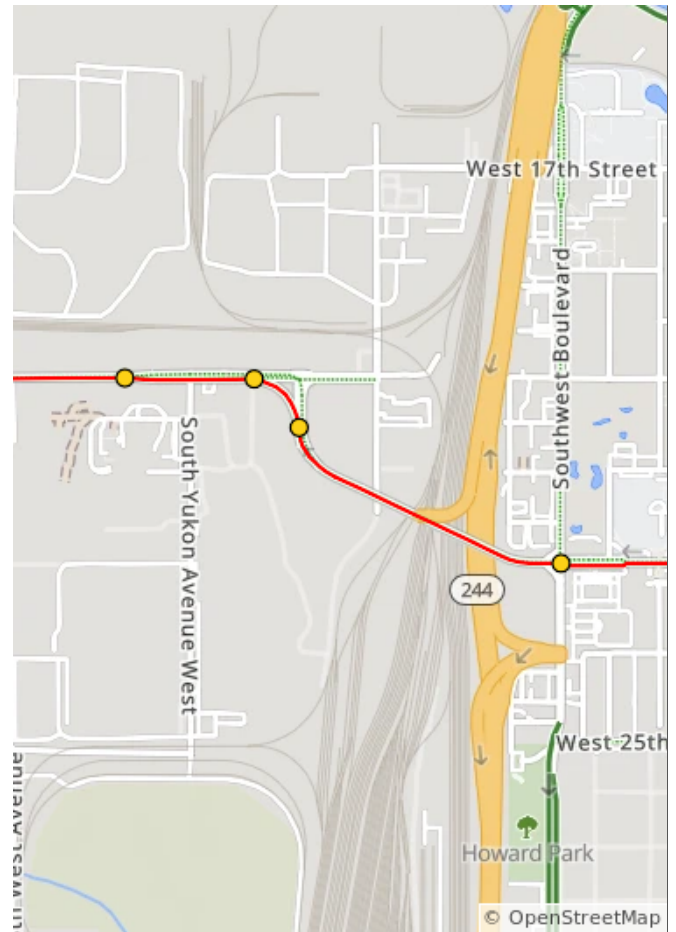 West 17th Street
Southwest Boulevard
South Yukon Avenue West
244
West 25th
Howard Park
© OpenStreetMap